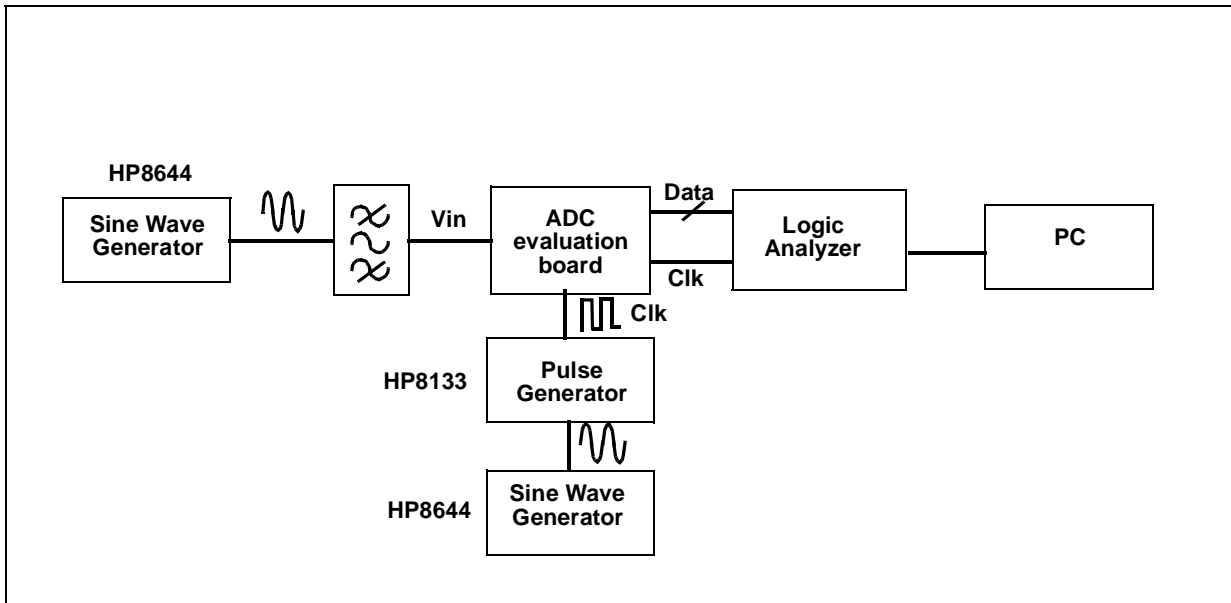 HP8644
Sine Wave
Generator
Vin
ADC
evaluation
board
Data
Clk
Logic
Analyzer
PC
Clk
HP8133
Pulse
Generator
HP8644
Sine Wave
Generator